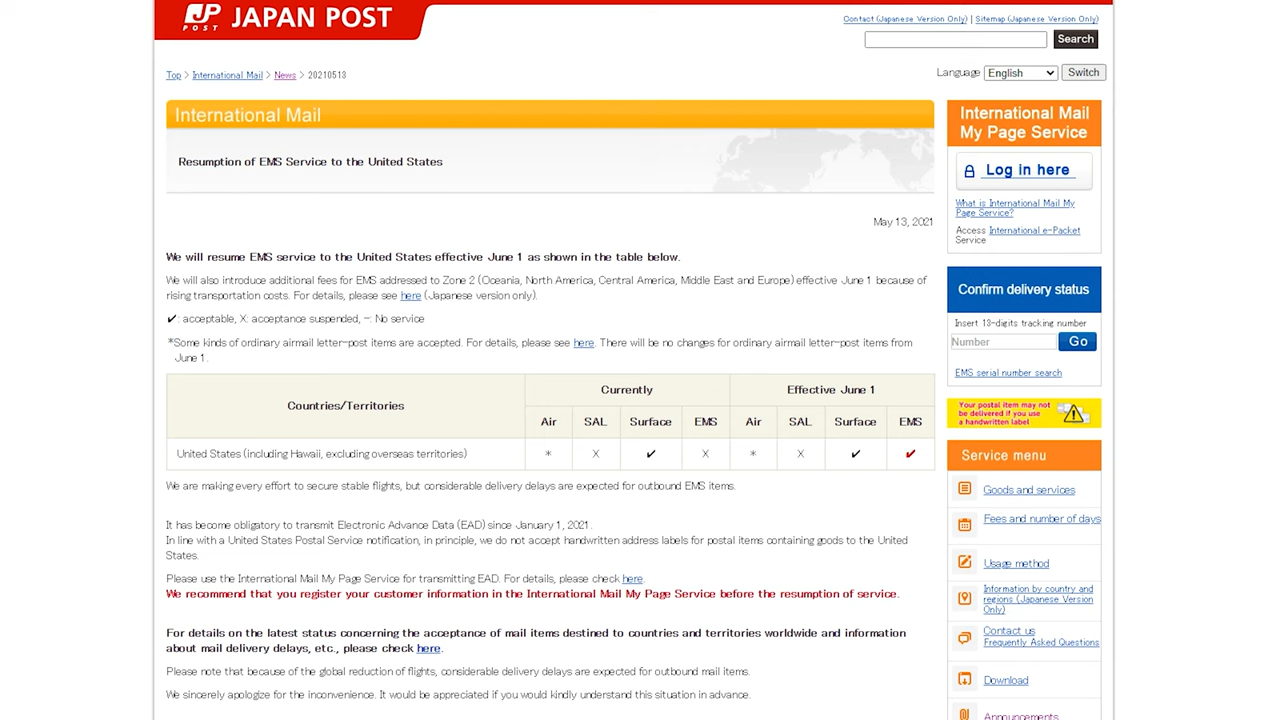 JP POST JAPAN POST
Contact (Japanese Version Only) | Sitemap (Japanese Version Only)
Search
Top > International Mail > News > 20210513
Language English Switch
International Mail
Resumption of EMS Service to the United States
May 13, 2021
We will resume EMS service to the United States effective June 1 as shown in the table below.
We will also introduce additional fees for EMS addressed to Zone 2 (Oceania, North America, Central America, Middle East and Europe) effective June 1 because of
rising transportation costs. For details, please see here (Japanese version only).
✔: acceptable, X: acceptance suspended, -: No service
*Some kinds of ordinary airmail letter-post items are accepted. For details, please see here. There will be no changes for ordinary airmail letter-post items from
June 1.
Countries/Territories Currently Effective June 1
Air SAL Surface EMS Air SAL Surface EMS
United States (including Hawaii, excluding overseas territories) * X ✔ X * X ✔ ✔
We are making every effort to secure stable flights, but considerable delivery delays are expected for outbound EMS items.
It has become obligatory to transmit Electronic Advance Data (EAD) since January 1, 2021.
In line with a United States Postal Service notification, in principle, we do not accept handwritten address labels for postal items containing goods to the United
States.
Please use the International Mail My Page Service for transmitting EAD. For details, please check here.
We recommend that you register your customer information in the International Mail My Page Service before the resumption of service.
For details on the latest status concerning the acceptance of mail items destined to countries and territories worldwide and information
about mail delivery delays, etc., please check here.
Please note that because of the global reduction of flights, considerable delivery delays are expected for outbound mail items.
We sincerely apologize for the inconvenience. It would be appreciated if you would kindly understand this situation in advance.
International Mail
My Page Service
Log in here
What is International Mail My
Page Service?
Access International e-Packet
Service
Confirm delivery status
Insert 13-digits tracking number
Number Go
EMS serial number search
Your postal item may not
be delivered if you use
a handwritten label
Service menu
Goods and services
Fees and number of days
Usage method
Information by country and
regions (Japanese Version
Only)
Contact us
Frequently Asked Questions
Download
Announcements